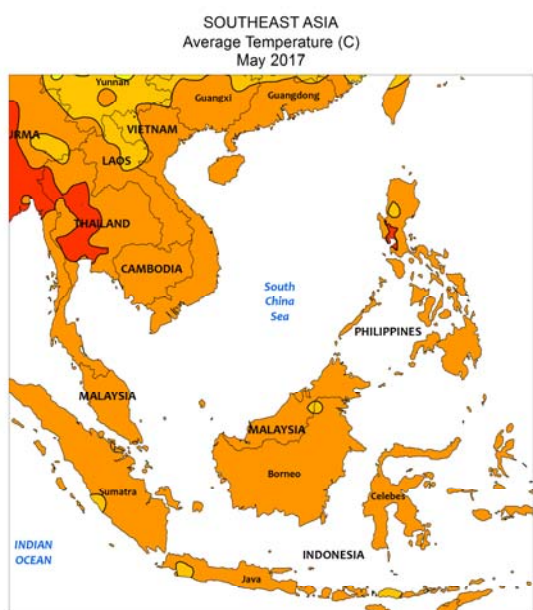 SOUTHEAST ASIA
Average Temperature (C)
May 2017
Yunnan
Guangxi
Guangdong
URMA
VIETNAM
LAOS
THAILAND
CAMBODIA
South
China
Sea
PHILIPPINES
MALAYSIA
MALAYSIA
Borneo
Sumatra
Celebes
INDIAN
OCEAN
INDONESIA
Java